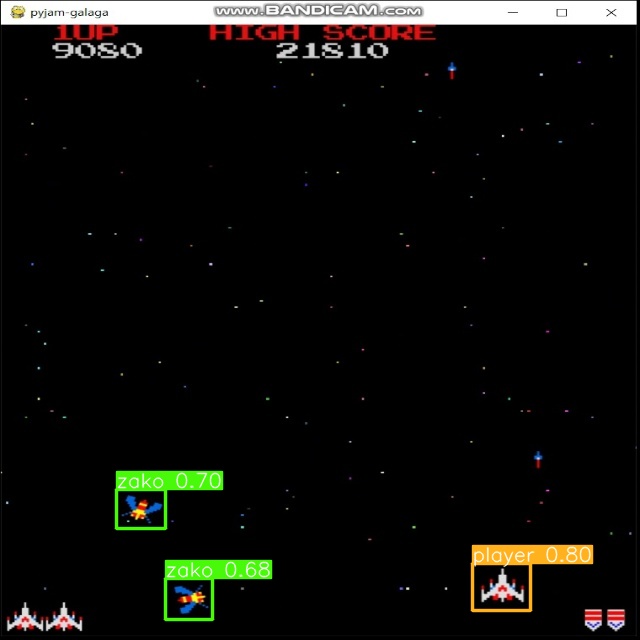 pyjam-galaga
www.BANDICAM.com
1UP HIGH SCORE
9080 21810
zako 0.70
zako 0.68
player 0.80